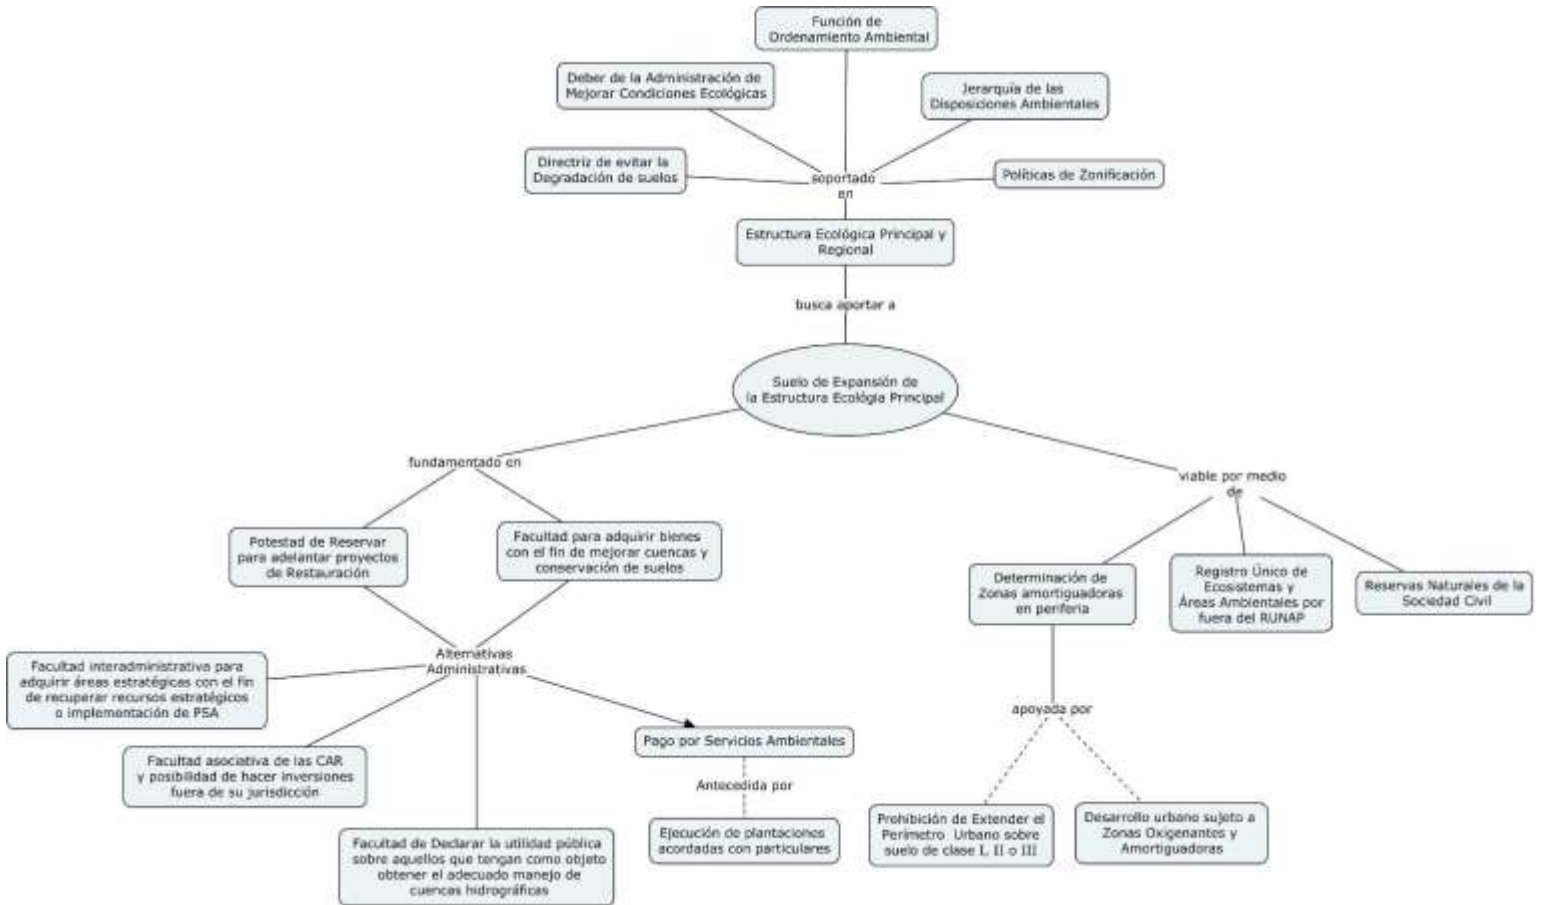 Función de
Ordenamiento Ambiental
Deber de la Administración de
Mejorar Condiciones Ecológicas
Jerarquía de las
Disposiciones Ambientales
Directriz de evitar la
Degradación de suelos
Políticas de Zonificación
soportado
en
Estructura Ecológica Principal y
Regional
busca aportar a
Suelo de Expansión de
la Estructura Ecológia Principal
fundamentado en
viable por medio
de
Potestad de Reservar
para adelantar proyectos
de Restauración
Facultad para adquirir bienes
con el fin de mejorar cuencas y
conservación de suelos
Determinación de
Zonas amortiguadoras
en periferia
Registro Único de
Ecosistemas y
Áreas Ambientales por
fuera del RUNAP
Reservas Naturales de la
Sociedad Civil
Alternativas
Administrativas
Facultad interadministrativa para
adquirir áreas estratégicas con el fin
de recuperar recursos estratégicos
o implementación de PSA
Facultad asociativa de las CAR
y posibilidad de hacer inversiones
fuera de su jurisdicción
Facultad de Declarar la utilidad pública
sobre aquellos que tengan como objeto
obtener el adecuado manejo de
cuencas hidrográficas
Pago por Servicios Ambientales
Antecedida por
Ejecución de plantaciones
acordadas con particulares
apoyada por
Prohibición de Extender el
Perímetro Urbano sobre
suelo de clase I, II o III
Desarrollo urbano sujeto a
Zonas Oxigenantes y
Amortiguadoras